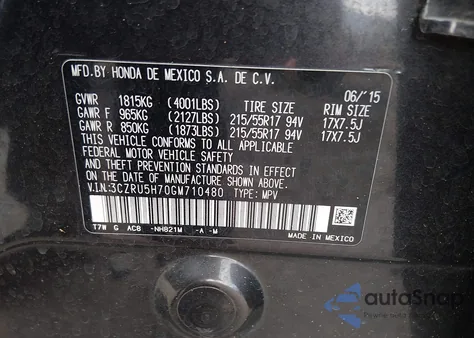 MFD. BY HONDA DE MEXICO S.A. DE C.V.
06/'15
GVWR 1815KG (4001LBS) TIRE SIZE RIM SIZE
GAWR F 965KG (2127LBS) 215/55R17 94V 17X7.5J
GAWR R 850KG (1873LBS) 215/55R17 94V 17X7.5J
THIS VEHICLE CONFORMS TO ALL APPLICABLE
FEDERAL MOTOR VEHICLE SAFETY, BUMPER,
AND THEFT PREVENTION STANDARDS IN EFFECT
ON THE DATE OF MANUFACTURE SHOWN ABOVE.
V.I.N:3CZRU5H70GM710480 TYPE: MPV
T7W G AC8 -NH821M -A -M
MADE IN MEXICO
autoSnap